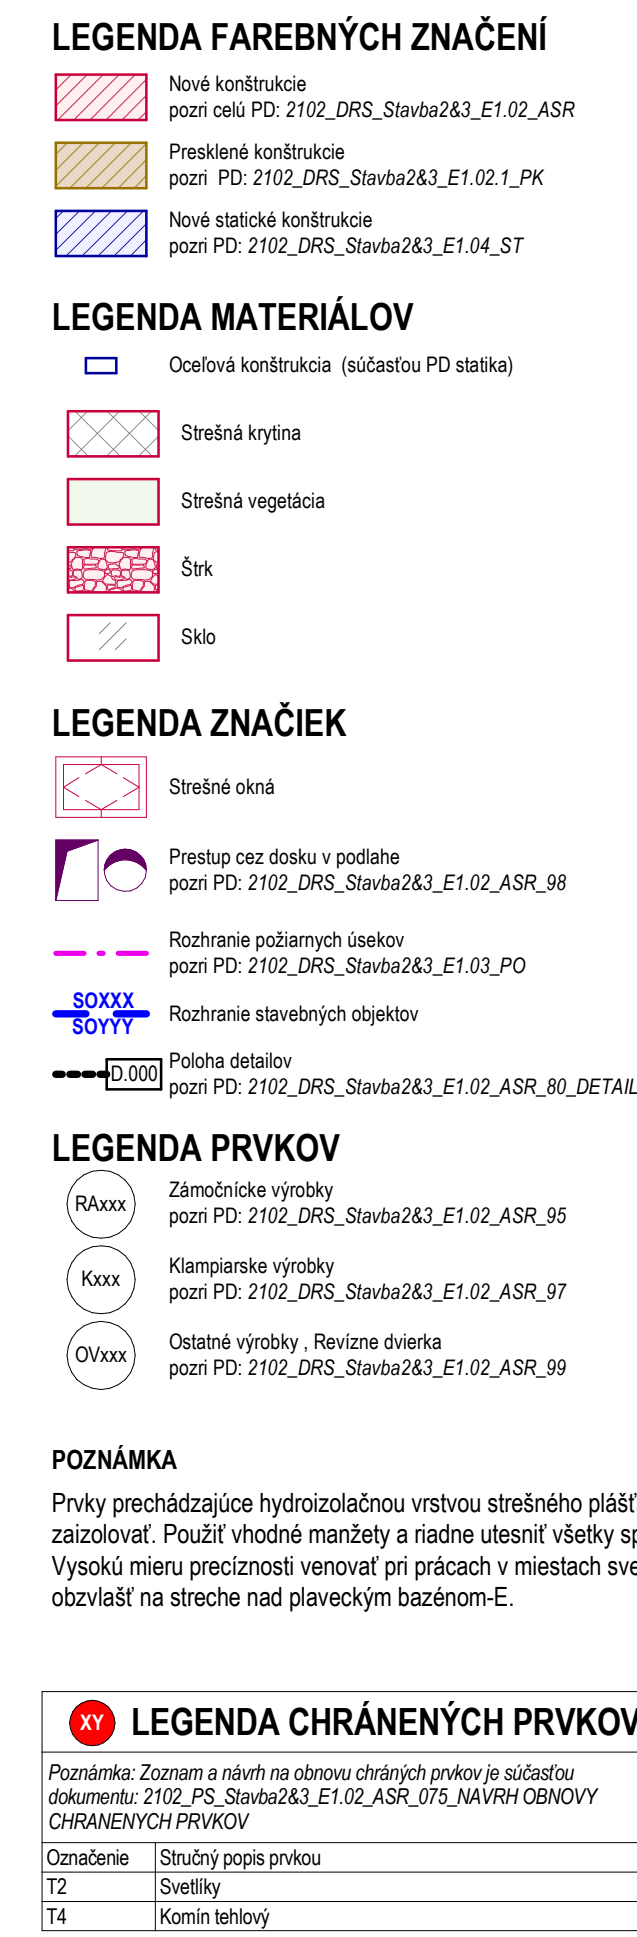 LEGENDA FAREBNÝCH ZNAČENÍ
Nové konštrukcie
pozri celú PD: 2102_DRS_Stavba2&3_E1.02_ASR
Presklené konštrukcie
pozri PD: 2102_DRS_Stavba2&3_E1.02.1_PK
Nové statické konštrukcie
pozri PD: 2102_DRS_Stavba2&3_E1.04_ST
LEGENDA MATERIÁLOV
Oceľová konštrukcia (súčasťou PD statika)
Strešná krytina
Strešná vegetácia
Štrk
Sklo
LEGENDA ZNAČIEK
Strešné okná
Prestup cez dosku v podlahe
pozri PD: 2102_DRS_Stavba2&3_E1.02_ASR_98
Rozhranie požiarnych úsekov
pozri PD: 2102_DRS_Stavba2&3_E1.03_PO
SOXXX
SOYYY
Rozhranie stavebných objektov
D.000
Poloha detailov
pozri PD: 2102_DRS_Stavba2&3_E1.02_ASR_80_DETAIL
LEGENDA PRVKOV
RAxxx
Zámočnícke výrobky
pozri PD: 2102_DRS_Stavba2&3_E1.02_ASR_95
Kxxx
Klampiarske výrobky
pozri PD: 2102_DRS_Stavba2&3_E1.02_ASR_97
OVxxx
Ostatné výrobky , Revízne dvierka
pozri PD: 2102_DRS_Stavba2&3_E1.02_ASR_99
POZNÁMKA
Prvky prechádzajúce hydroizolačnou vrstvou strešného plášť
zaizolovať. Použiť vhodné manžety a riadne utesniť všetky sp
Vysokú mieru precíznosti venovať pri prácach v miestach sve
obzvlašť na streche nad plaveckým bazénom-E.
XY LEGENDA CHRÁNENÝCH PRVKOV
Poznámka: Zoznam a návrh na obnovu chráných prvkov je súčasťou
dokumentu: 2102_PS_Stavba2&3_E1.02_ASR_075_NAVRH OBNOVY
CHRANENYCH PRVKOV
Označenie Stručný popis prvkou
T2 Svetlíky
T4 Komín tehlový